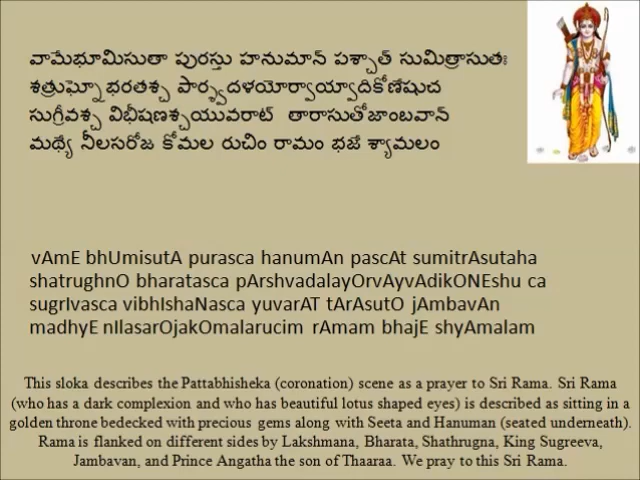 వామేభూమిసుతా పురస్తు హనుమాన్ పశ్చాత్ సుమిత్రాసుతః
శత్రుఘ్నో భరతశ్చ పార్శ్వదళయోర్వాయ్వాదికోణేషుచ
సుగ్రీవశ్చ విభీషణశ్చయువరాట్ తారాసుతోజాంబవాన్
మధ్యే నీలసరోజ కోమల రుచిం రామం భజే శ్యామలం
vAmE bhUmisutA purasca hanumAn pascAt sumitrAsutaha
shatrughnO bharatasca pArshvadalayOrvAyvAdikONEshu ca
sugrIvasca vibhIshaNasca yuvarAT tArAsutO jAmbavAn
madhyE nIlasarOjakOmalarucim rAmam bhajE shyAmalam
This sloka describes the Pattabhisheka (coronation) scene as a prayer to Sri Rama. Sri Rama
(who has a dark complexion and who has beautiful lotus shaped eyes) is described as sitting in a
golden throne bedecked with precious gems along with Seeta and Hanuman (seated underneath).
Rama is flanked on different sides by Lakshmana, Bharata, Shathrugna, King Sugreeva,
Jambavan, and Prince Angatha the son of Thaaraa. We pray to this Sri Rama.